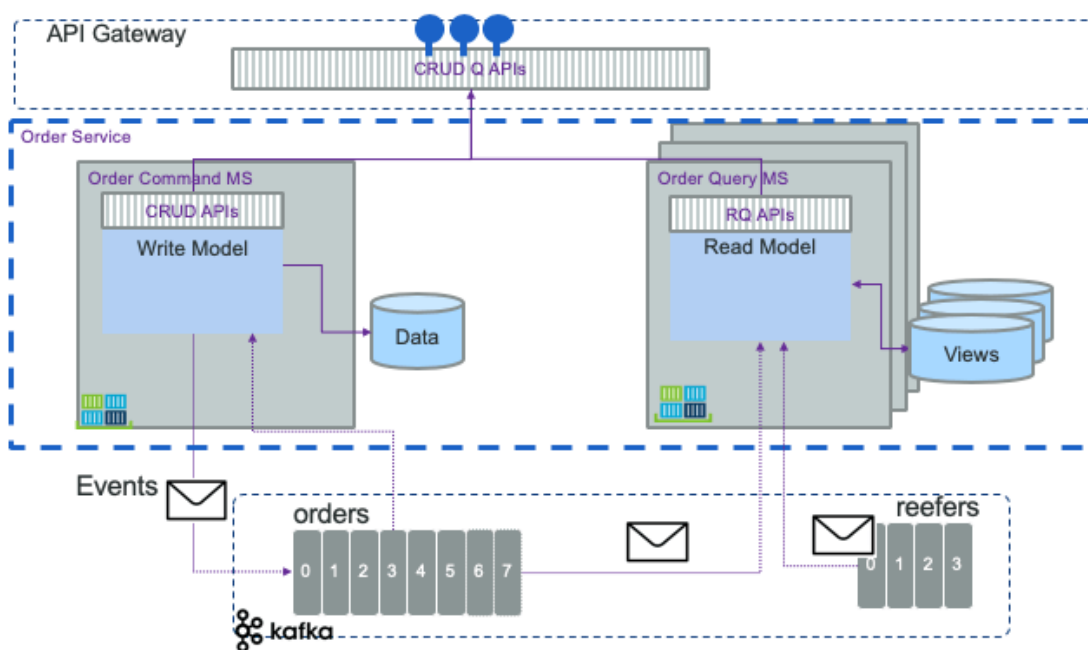 API Gateway
CRUD Q APIs
Order Service
Order Command MS
CRUD APIs
Write Model
Data
Order Query MS
RQ APIs
Read Model
Views
Events
orders
0 1 2 3 4 5 6 7
reefers
0 1 2 3
kafka